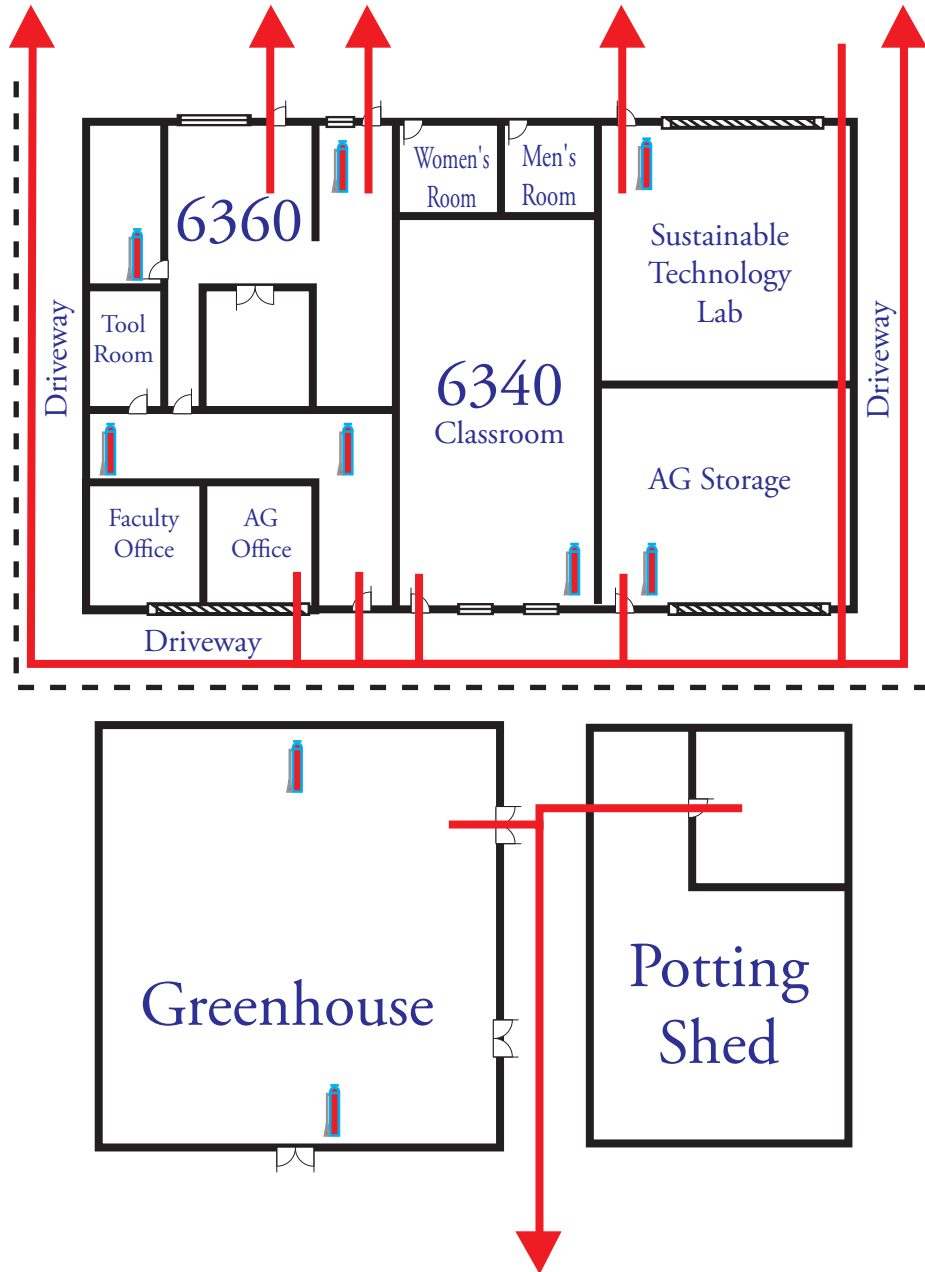 Women's
Room
Men's
Room
6360
Sustainable
Technology
Lab
Tool
Room
Driveway
Driveway
6340
Classroom
AG Storage
Faculty
Office
AG
Office
Driveway
Greenhouse
Potting
Shed